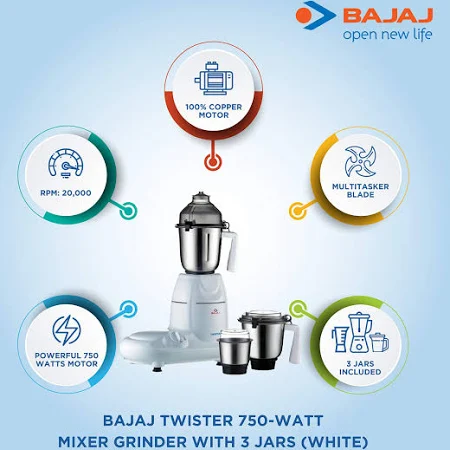 BAJAJ
open new life
100% COPPER
MOTOR
RPM: 20,000
MULTITASKER
BLADE
POWERFUL 750
WATTS MOTOR
3 JARS
INCLUDED
BAJAJ TWISTER 750-WATT
MIXER GRINDER WITH 3 JARS (WHITE)